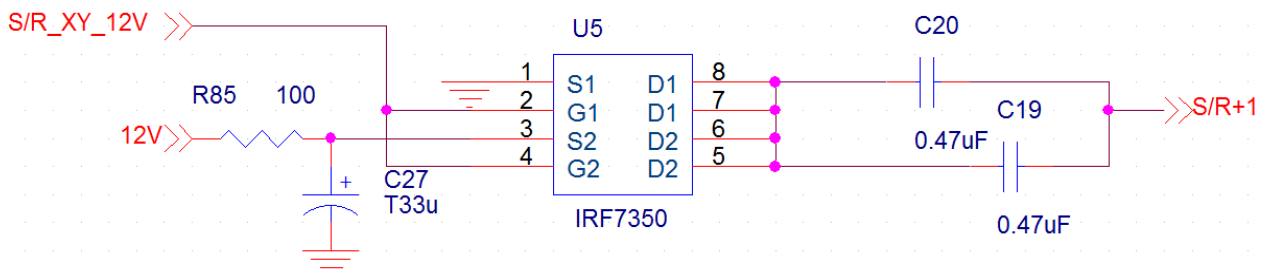 S/R_XY_12V
U5
C20
1 S1 D1 8
R85 100
2 G1 D1 7
C19
S/R+1
12V
3 S2 D2 6
0.47uF
4 G2 D2 5
+
C27
T33u
IRF7350
0.47uF